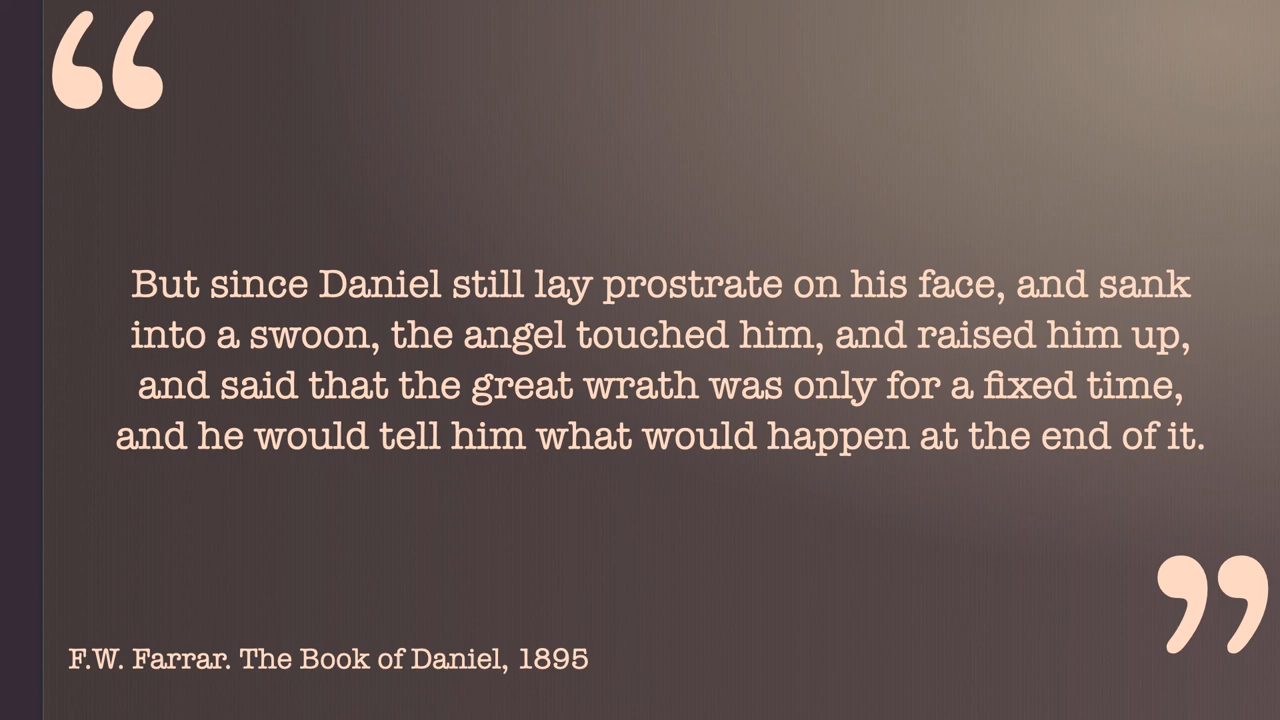 “
But since Daniel still lay prostrate on his face, and sank
into a swoon, the angel touched him, and raised him up,
and said that the great wrath was only for a fixed time,
and he would tell him what would happen at the end of it.
”
F.W. Farrar. The Book of Daniel, 1895